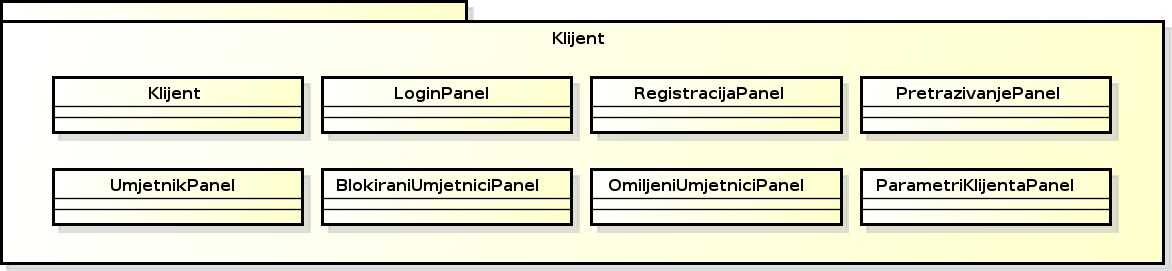 Klijent
Klijent
LoginPanel
RegistracijaPanel
PretrazivanjePanel
UmjetnikPanel
BlokiraniUmjetniciPanel
OmiljeniUmjetniciPanel
ParametriKlijentaPanel